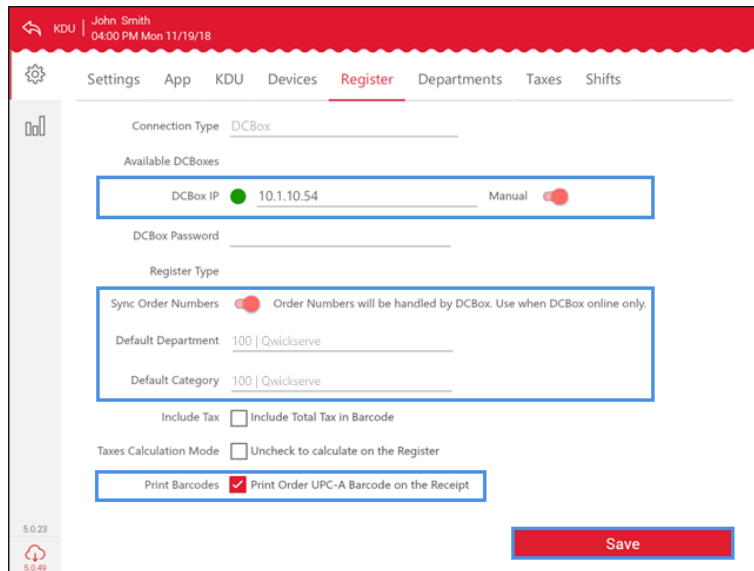 KDU
John Smith
04:00 PM Mon 11/19/18
Settings App KDU Devices Register Departments Taxes Shifts
Connection Type DCBox
Available DCBoxes
DCBox IP 10.1.10.54 Manual
DCBox Password
Register Type
Sync Order Numbers Order Numbers will be handled by DCBox. Use when DCBox online only.
Default Department 100 | Qwickserve
Default Category 100 | Qwickserve
Include Tax Include Total Tax in Barcode
Taxes Calculation Mode Uncheck to calculate on the Register
Print Barcodes Print Order UPC-A Barcode on the Receipt
5.0.23
Save
5.0.49